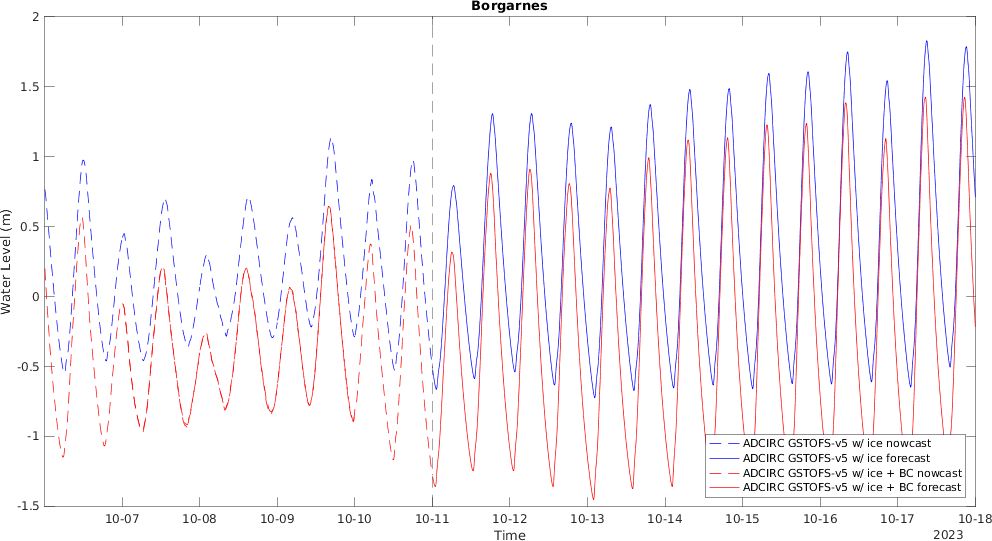 Borgarnes
Water Level (m)
2
1.5
1
0.5
0
-0.5
-1
-1.5
ADCIRC GSTOFS-v5 w/ ice nowcast
ADCIRC GSTOFS-v5 w/ ice forecast
ADCIRC GSTOFS-v5 w/ ice + BC nowcast
ADCIRC GSTOFS-v5 w/ ice + BC forecast
10-07 10-08 10-09 10-10 10-11 10-12 10-13 10-14 10-15 10-16 10-17 10-18
Time
2023